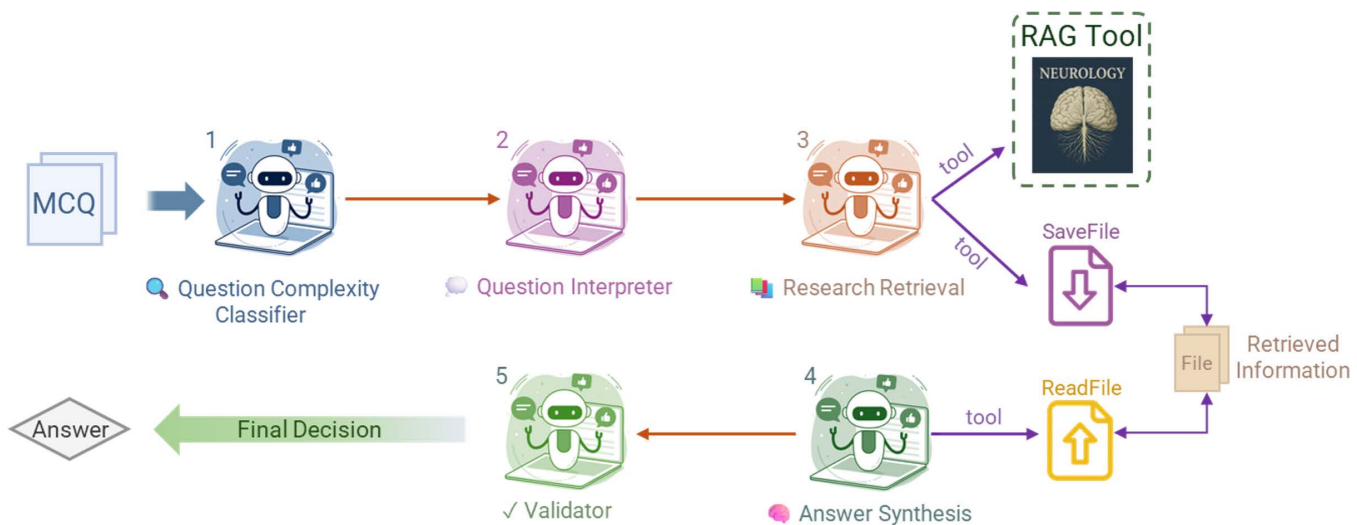 RAG Tool
NEUROLOGY
1
2
3
tool
MCQ
tool
SaveFile
🔍 Question Complexity
Classifier
💭 Question Interpreter
📚 Research Retrieval
File
Retrieved
Information
5
4
ReadFile
Answer
Final Decision
tool
✓ Validator
🧠 Answer Synthesis